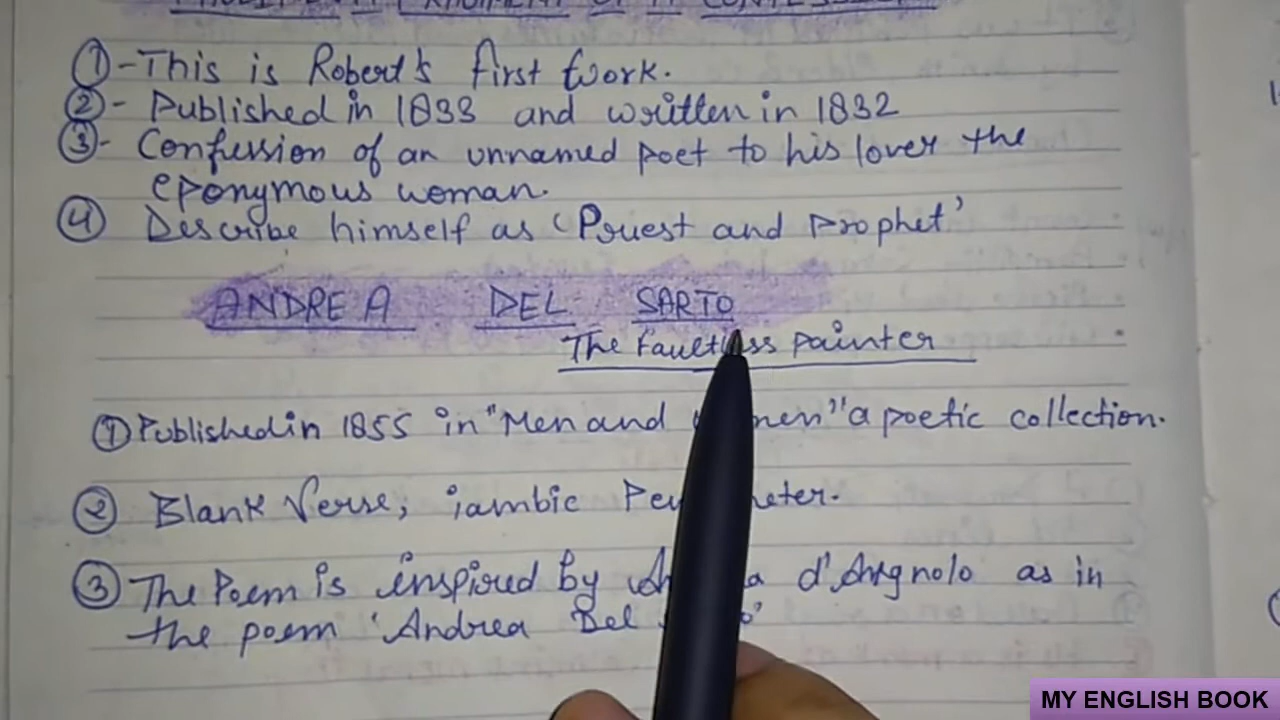 ①-This is Robert's first work.
②- Published in 1833 and written in 1832
③- Confession of an unnamed poet to his lover the
eponymous woman.
④ Describe himself as 'Priest and prophet'
ANDREA DEL SARTO
The Faultless painter
① Published in 1855 in "Men and a poetic collection.
② Blank Verse; iambic
③ The Poem is inspired by d'Angnolo as in
the poem 'Andrea Del
MY ENGLISH BOOK